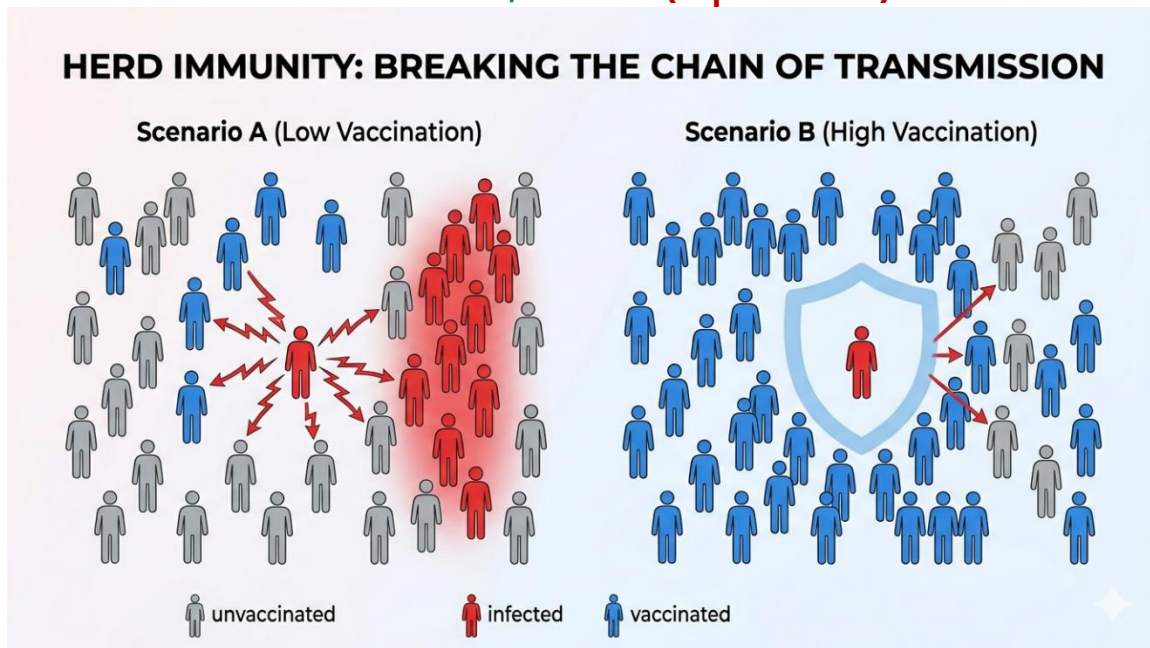 HERD IMMUNITY: BREAKING THE CHAIN OF TRANSMISSION
Scenario A (Low Vaccination)
Scenario B (High Vaccination)
unvaccinated
infected
vaccinated